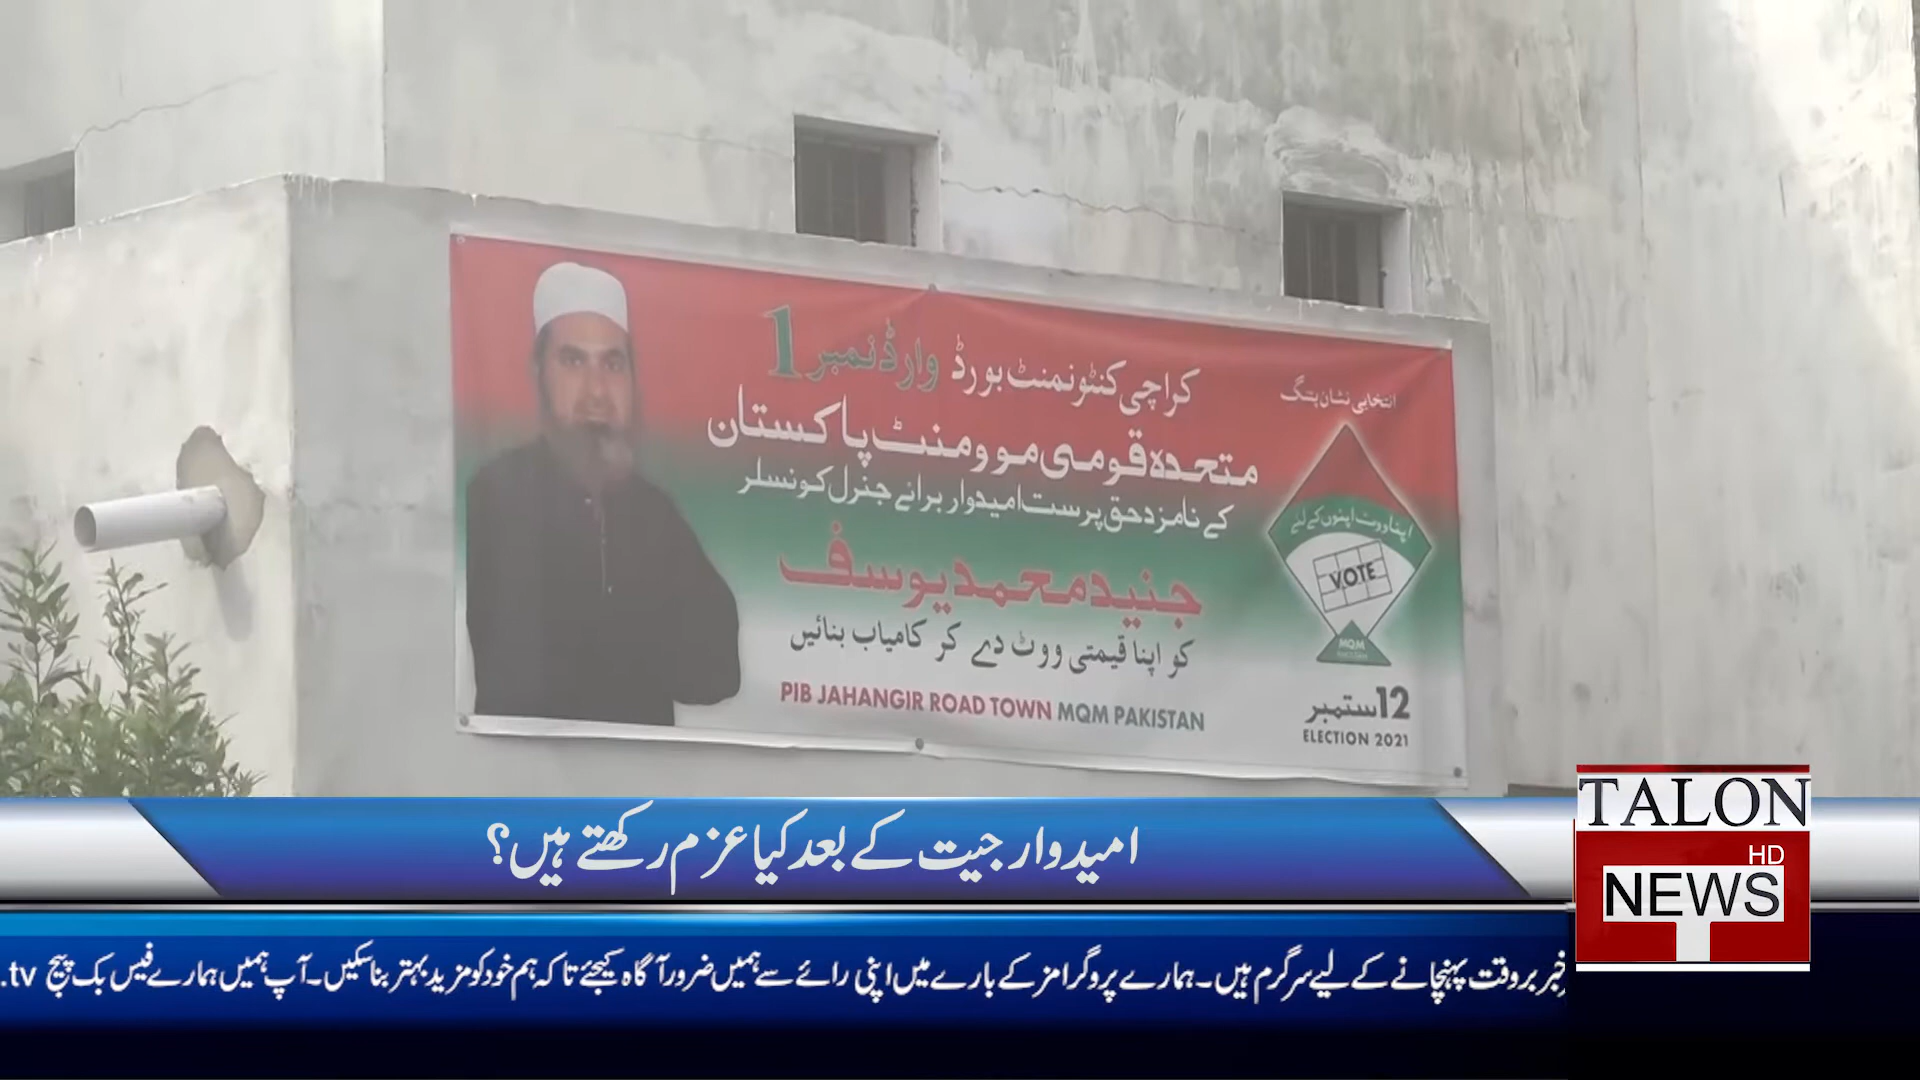 کراچی کنٹونمنٹ بورڈ وارڈ نمبر 1
متحدہ قومی موومنٹ پاکستان
کے نامزد حق پرست امیدوار برائے جنرل کونسلر
جنید محمد یوسف
کو اپنا قیمتی ووٹ دے کر کامیاب بنائیں
PIB JAHANGIR ROAD TOWN MQM PAKISTAN
انتخابی نشان پتنگ
اپنا ووٹ اپنوں کے لئے
VOTE
MQM
12 ستمبر
ELECTION 2021
امیدوار جیت کے بعد کیا عزم رکھتے ہیں؟
TALON
HD
NEWS
خبر بروقت پہنچانے کے لیے سرگرم ہیں۔ ہمارے پروگرامز کے بارے میں اپنی رائے سے ہمیں ضرور آگاہ کیجئے تاکہ ہم خود کو مزید بہتر بنا سکیں۔ آپ ہمیں ہمارے فیس بک پیج .tv